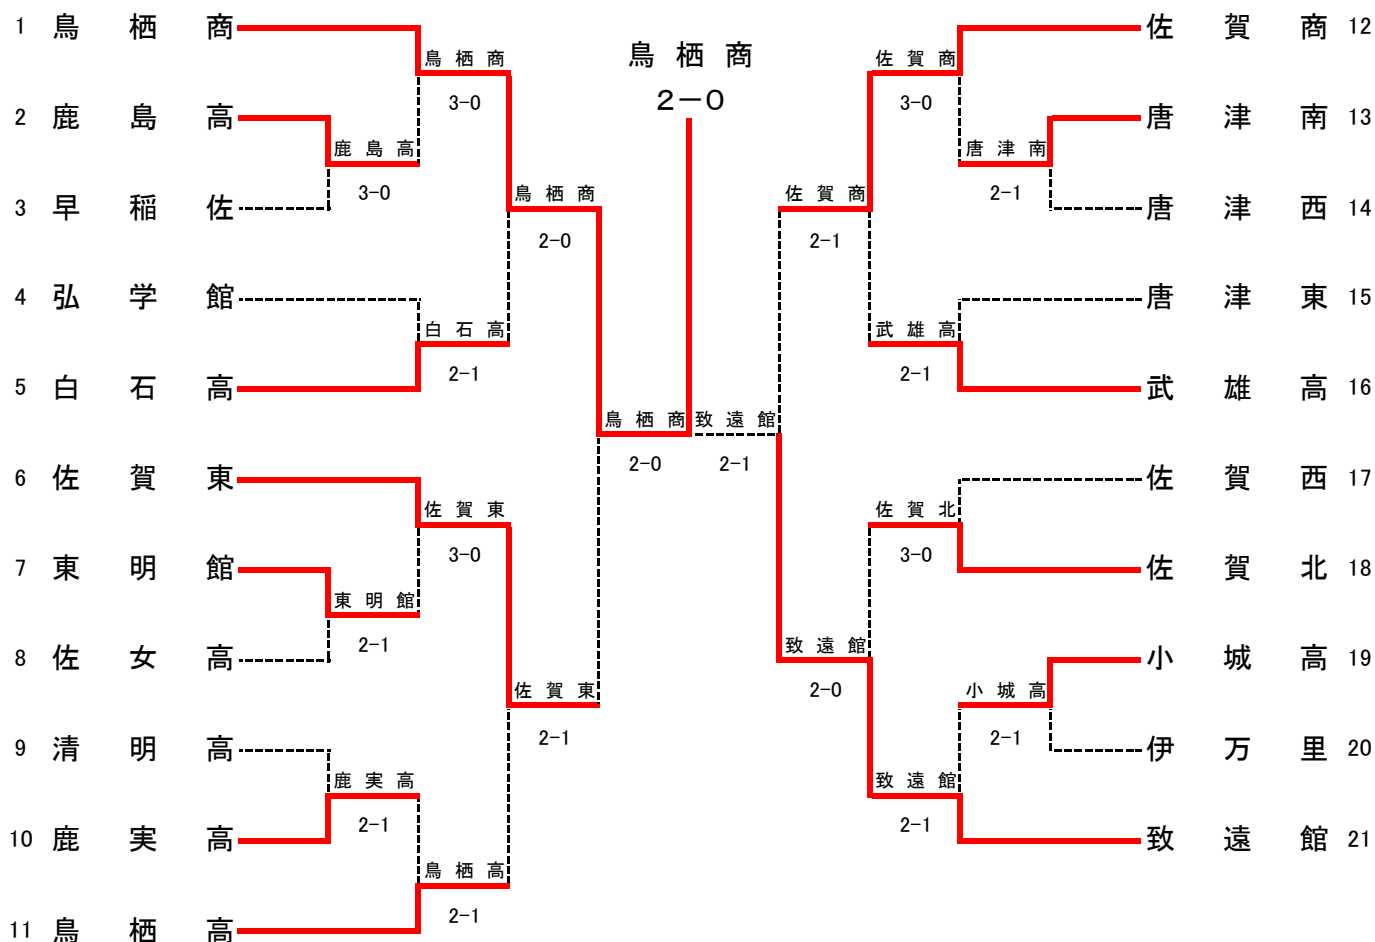 1 鳥栖商
2 鹿島高
3 早稲佐
4 弘学館
5 白石高
6 佐賀東
7 東明館
8 佐女高
9 清明高
10 鹿実高
11 鳥栖高
鹿島高
3-0
東明館
2-1
鹿実高
2-1
鳥栖商
3-0
白石高
2-1
佐賀東
3-0
鳥栖高
2-1
鳥栖商
2-0
佐賀東
2-1
鳥栖商
2-0
鳥栖商
2-0
致遠館
2-1
佐賀商
2-1
致遠館
2-0
佐賀商
3-0
武雄高
2-1
佐賀北
3-0
致遠館
2-1
唐津南
2-1
小城高
2-1
佐賀商 12
唐津南 13
唐津西 14
唐津東 15
武雄高 16
佐賀西 17
佐賀北 18
小城高 19
伊万里 20
致遠館 21